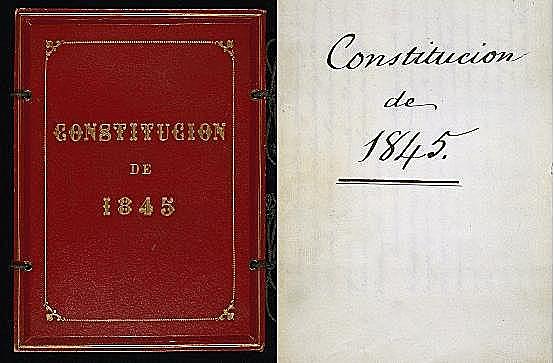 CONSTITUCION
DE
1845
Constitucion
de
1845.